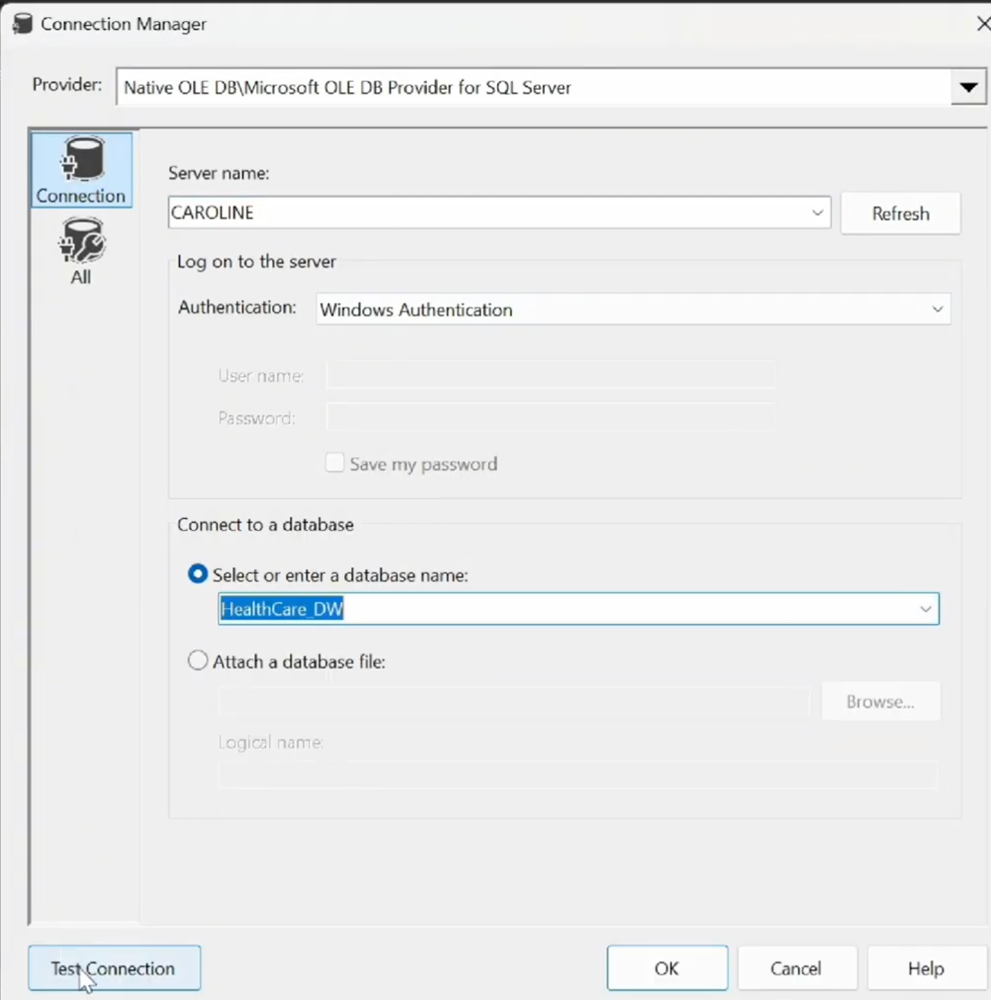 Connection Manager
Provider: Native OLE DB\Microsoft OLE DB Provider for SQL Server
Connection
All
Server name:
CAROLINE Refresh
Log on to the server
Authentication: Windows Authentication
User name:
Password:
Save my password
Connect to a database
Select or enter a database name:
HealthCare_DW
Attach a database file:
Browse...
Logical name:
Test Connection OK Cancel Help